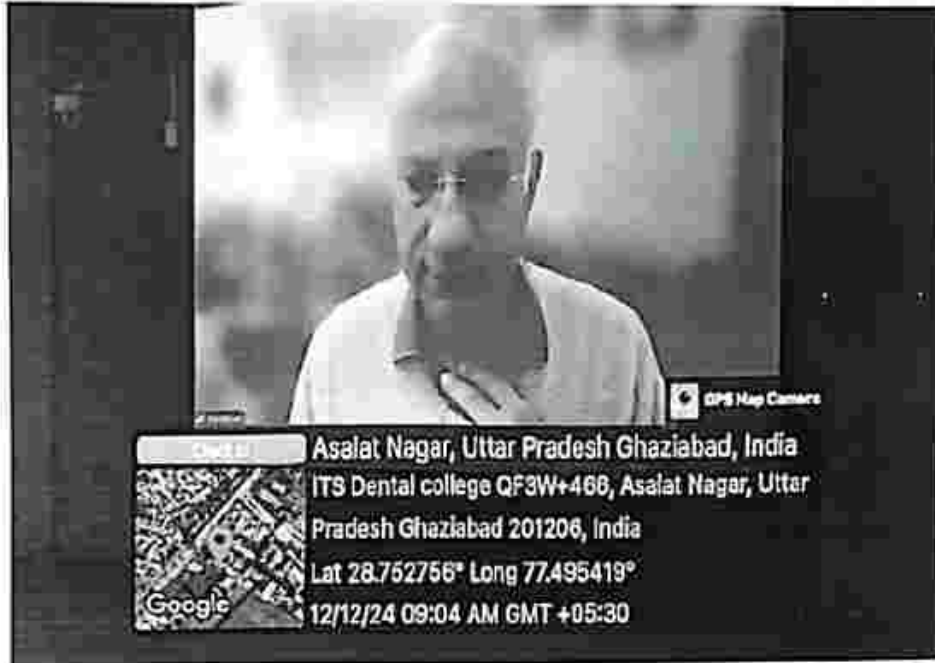 GPS Map Camera
Asalat Nagar, Uttar Pradesh Ghaziabad, India
ITS Dental college QF3W+466, Asalat Nagar, Uttar
Pradesh Ghaziabad 201206, India
Lat 28.752756° Long 77.495419°
12/12/24 09:04 AM GMT +05:30
Google